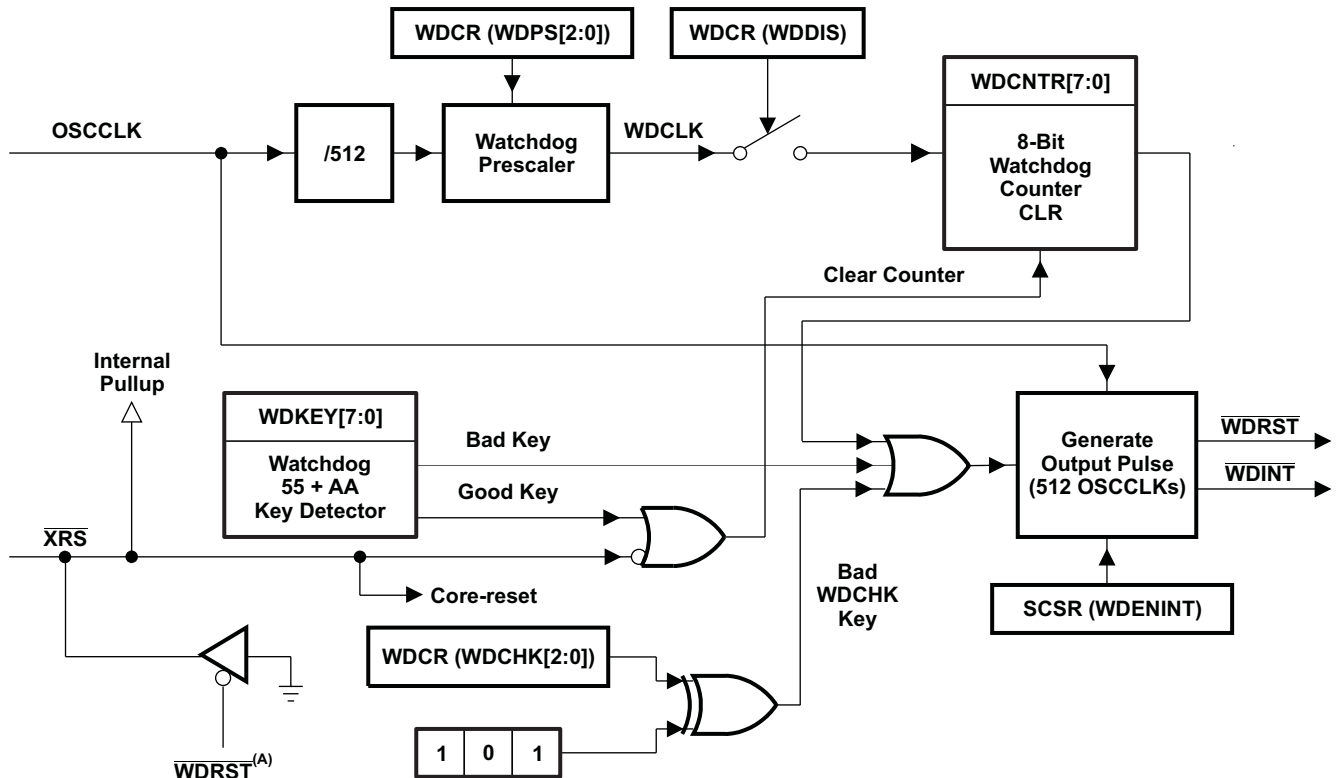 WDCR (WDPS[2:0])
WDCR (WDDIS)
WDCNTR[7:0]
OSCCLK
/512
Watchdog
Prescaler
WDCLK
8-Bit
Watchdog
Counter
CLR
Clear Counter
Internal
Pullup
WDKEY[7:0]
Watchdog
55 + AA
Key Detector
Bad Key
Good Key
Generate
Output Pulse
(512 OSCCLKs)
WDRST
WDINT
XRS
Core-reset
Bad
WDCHK
Key
SCSR (WDENINT)
WDCR (WDCHK[2:0])
1 0 1
WDRST(A)